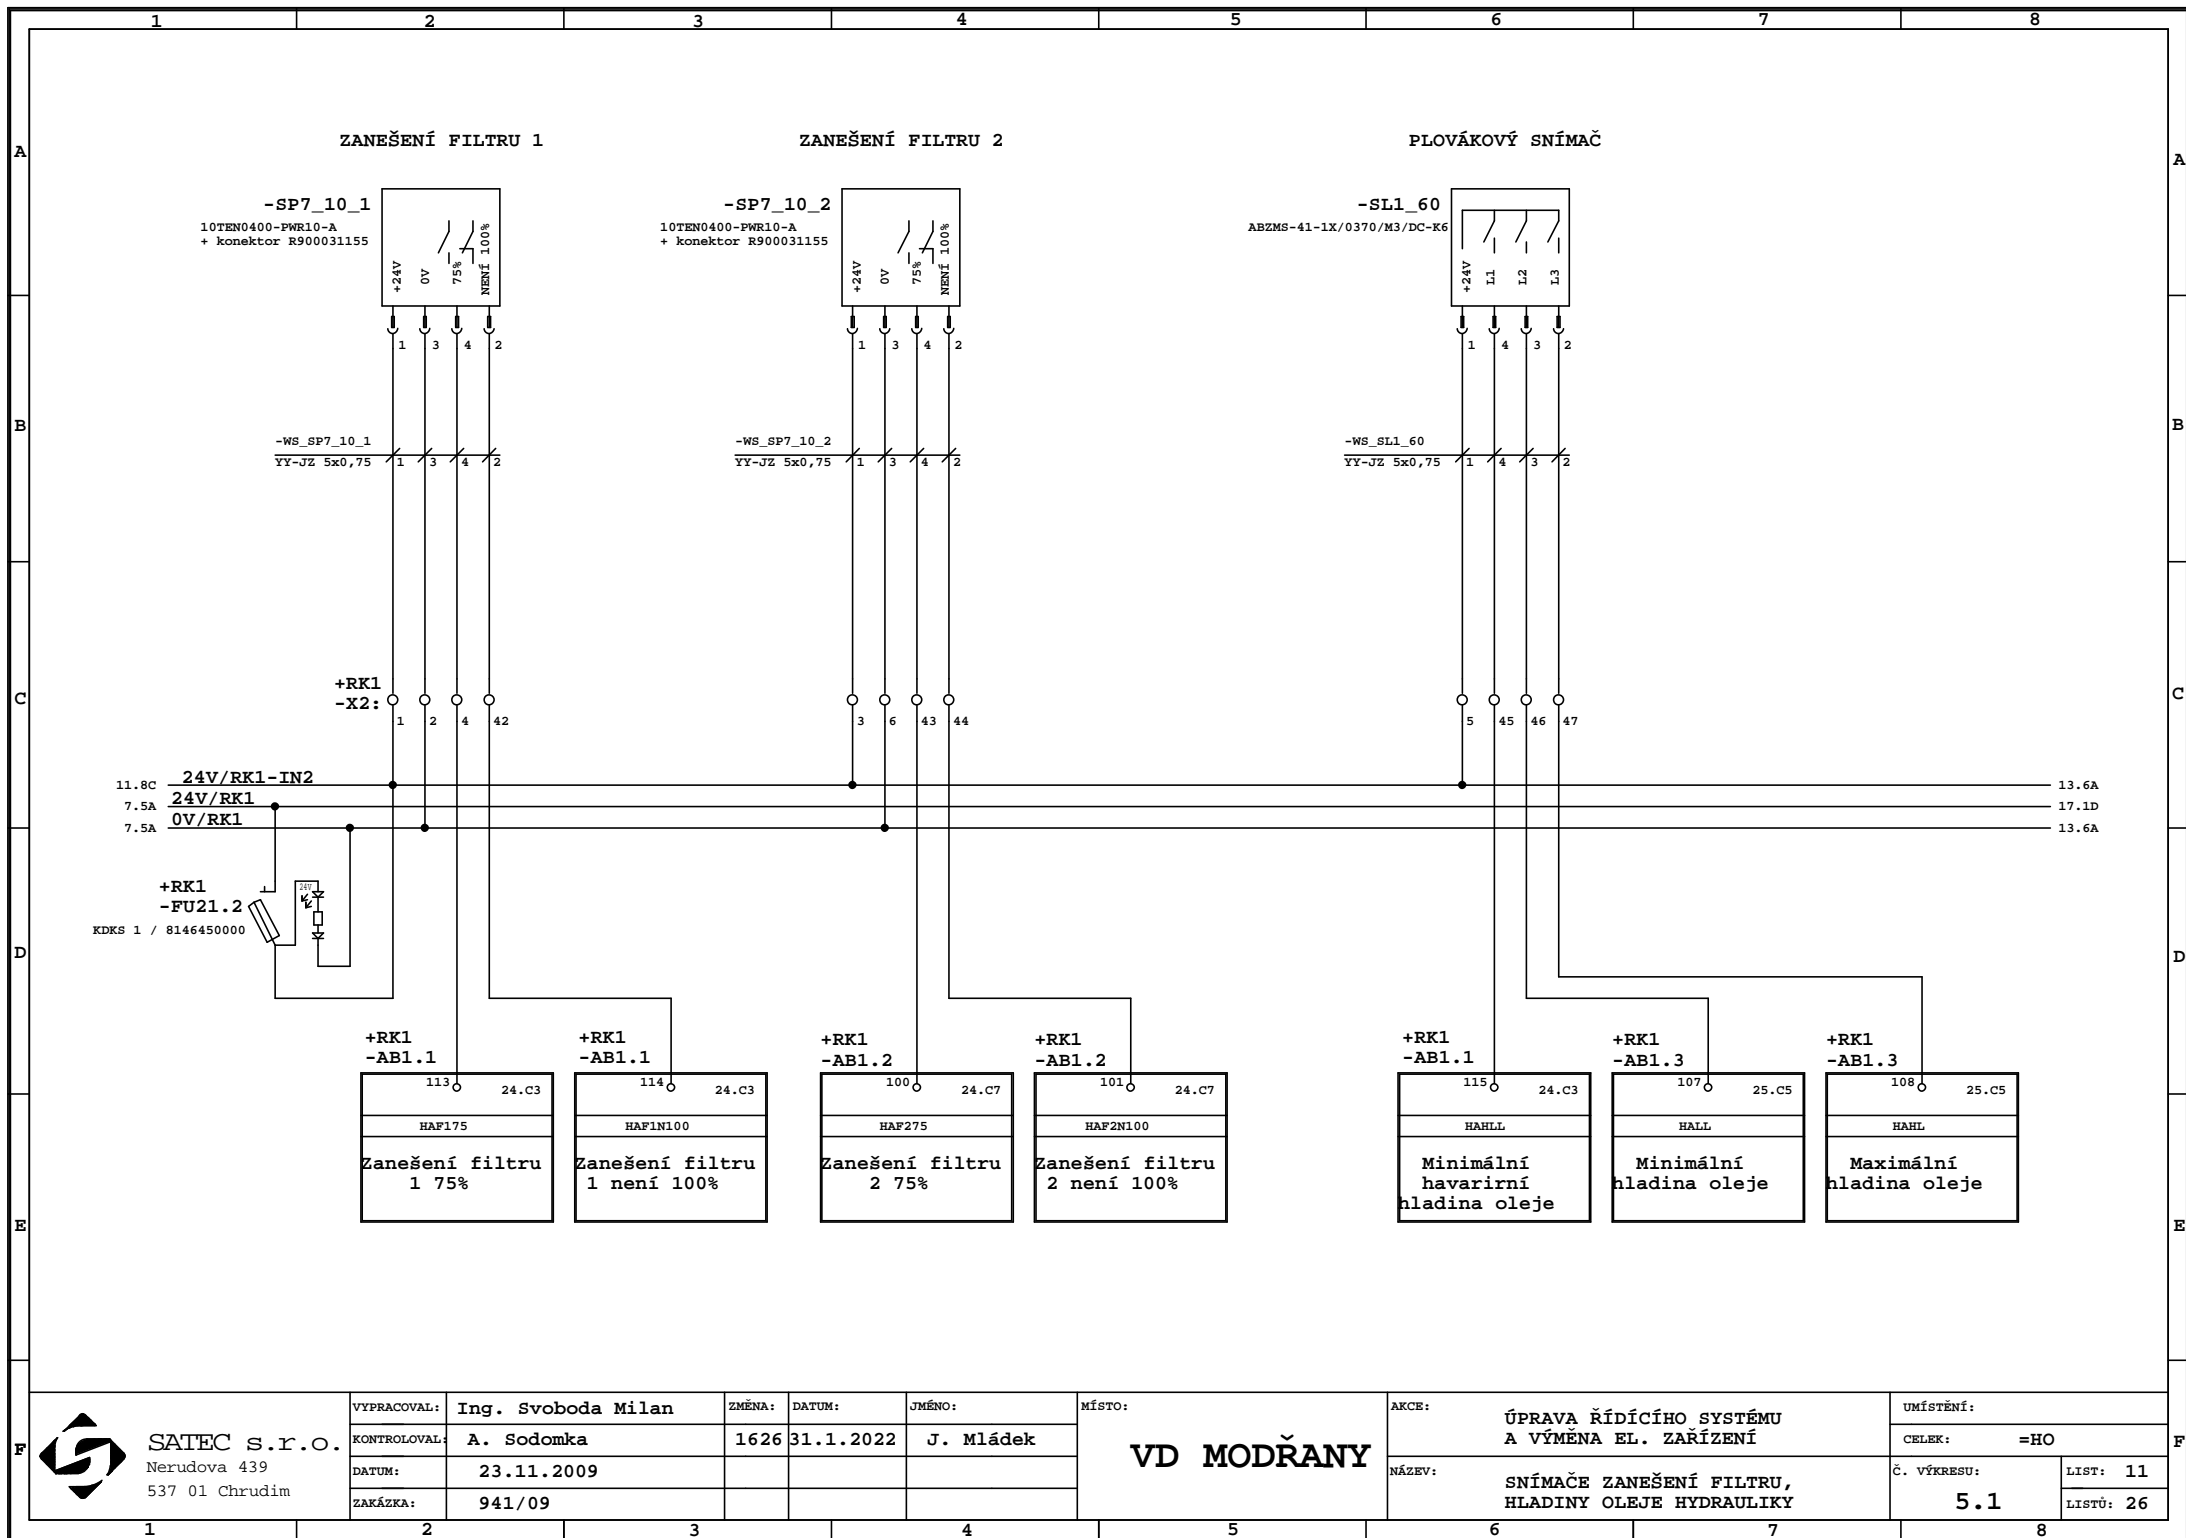 1 2 3 4 5 6 7 8
A A
B B
C C
D D
E E
F F
ZANEŠENÍ FILTRU 1
-SP7_10_1
10TEN0400-PWR10-A
+ konektor R900031155
+24V
0V
75%
NENÍ 100%
1 3 4 2
-WS_SP7_10_1
YY-JZ 5x0,75 1 3 4 2
ZANEŠENÍ FILTRU 2
-SP7_10_2
10TEN0400-PWR10-A
+ konektor R900031155
+24V
0V
75%
NENÍ 100%
1 3 4 2
-WS_SP7_10_2
YY-JZ 5x0,75 1 3 4 2
PLOVÁKOVÝ SNÍMAČ
-SL1_60
ABZMS-41-1X/0370/M3/DC-K6
+24V
L1
L2
L3
1 4 3 2
-WS_SL1_60
YY-JZ 5x0,75 1 4 3 2
+RK1
-X2:
1 2 4 42 3 6 43 44 5 45 46 47
11.8C 24V/RK1-IN2 13.6A
7.5A 24V/RK1 17.1D
7.5A 0V/RK1 13.6A
+RK1
-FU21.2
KDKS 1 / 8146450000
24V
+RK1
-AB1.1
113 24.C3
HAF175
Zanešení filtru
1 75%
+RK1
-AB1.1
114 24.C3
HAF1N100
Zanešení filtru
1 není 100%
+RK1
-AB1.2
100 24.C7
HAF275
Zanešení filtru
2 75%
+RK1
-AB1.2
101 24.C7
HAF2N100
Zanešení filtru
2 není 100%
+RK1
-AB1.1
115 24.C3
HAHLL
Minimální
havarirní
hladina oleje
+RK1
-AB1.3
107 25.C5
HALL
Minimální
hladina oleje
+RK1
-AB1.3
108 25.C5
HAHL
Maximální
hladina oleje
SATEC s.r.o.
Nerudova 439
537 01 Chrudim
VYPRACOVAL: Ing. Svoboda Milan
KONTROLOVAL: A. Sodomka
DATUM: 23.11.2009
ZAKÁZKA: 941/09
ZMĚNA: DATUM: JMÉNO:
1626 31.1.2022 J. Mládek
MÍSTO:
VD MODŘANY
AKCE:
ÚPRAVA ŘÍDÍCÍHO SYSTÉMU
A VÝMĚNA EL. ZAŘÍZENÍ
NÁZEV:
SNÍMAČE ZANEŠENÍ FILTRU,
HLADINY OLEJE HYDRAULIKY
UMÍSTĚNÍ:
CELEK: =HO
Č. VÝKRESU:
5.1
LIST: 11
LISTŮ: 26
1 2 3 4 5 6 7 8